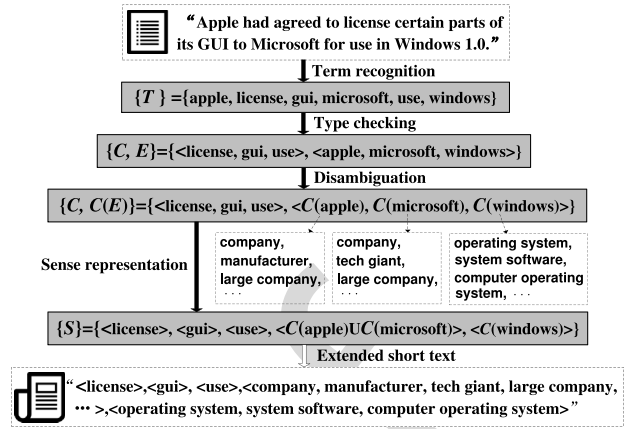 “Apple had agreed to license certain parts of
its GUI to Microsoft for use in Windows 1.0.”
Term recognition
{T } ={apple, license, gui, microsoft, use, windows}
Type checking
{C, E}={<license, gui, use>, <apple, microsoft, windows>}
Disambiguation
{C, C(E)}={<license, gui, use>, <C(apple), C(microsoft), C(windows)>}
company,
manufacturer,
large company,
···
company,
tech giant,
large company,
···
operating system,
system software,
computer operating
system, ···
Sense representation
{S}={<license>, <gui>, <use>, <C(apple)UC(microsoft)>, <C(windows)>}
Extended short text
“<license>,<gui>, <use>,<company, manufacturer, tech giant, large company,
··· >,<operating system, system software, computer operating system>”